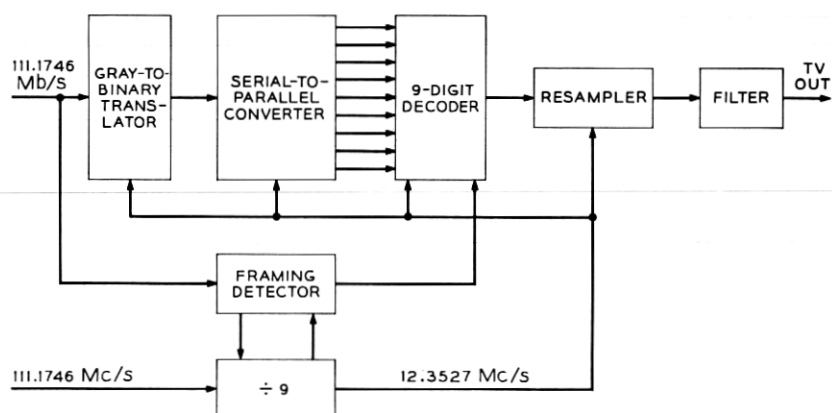 111.1746
Mb/s
GRAY-TO-
BINARY
TRANS-
LATOR
SERIAL-TO-
PARALLEL
CONVERTER
9-DIGIT
DECODER
RESAMPLER
FILTER
TV
OUT
FRAMING
DETECTOR
111.1746 Mc/s
÷ 9
12.3527 Mc/s